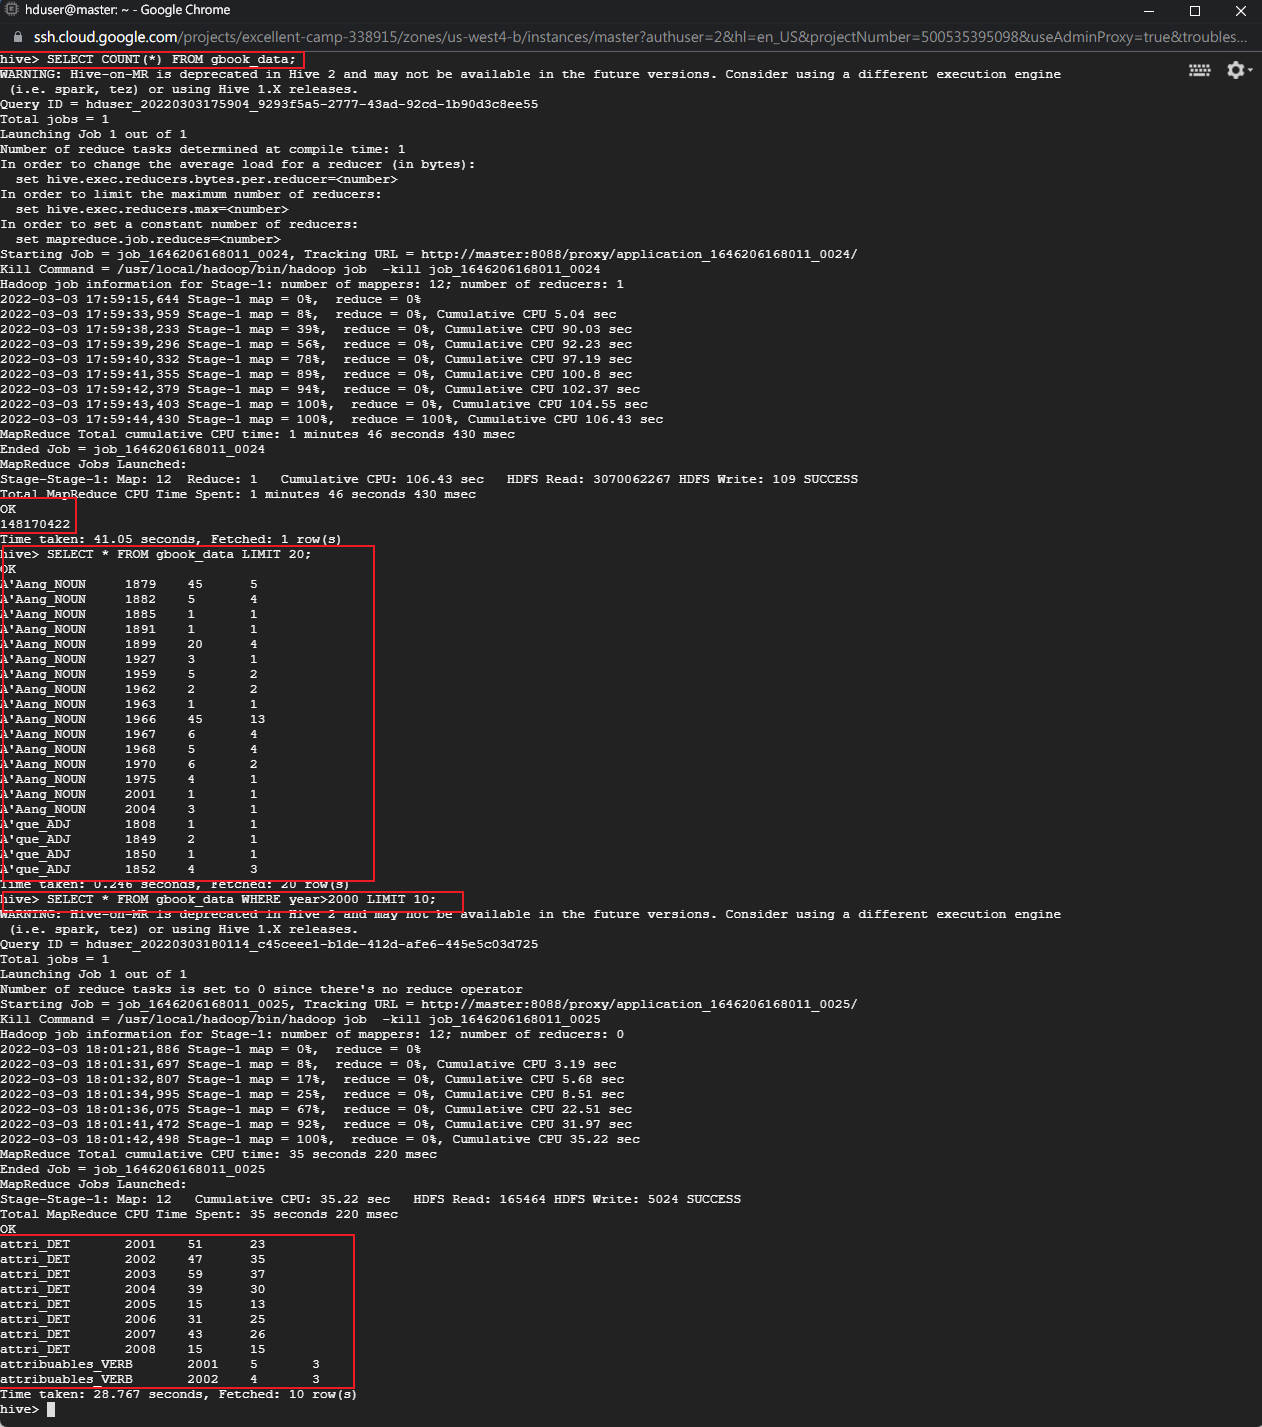 hduser@master: ~ - Google Chrome
ssh.cloud.google.com/projects/excellent-camp-338915/zones/us-west4-b/instances/master?authuser=2&hl=en_US&projectNumber=500535395098&useAdminProxy=true&troubles...
hive> SELECT COUNT(*) FROM gbook_data;
WARNING: Hive-on-MR is deprecated in Hive 2 and may not be available in the future versions. Consider using a different execution engine
(i.e. spark, tez) or using Hive 1.X releases.
Query ID = hduser_20220303175904_9293f5a5-2777-43ad-92cd-1b90d3c8ee55
Total jobs = 1
Launching Job 1 out of 1
Number of reduce tasks determined at compile time: 1
In order to change the average load for a reducer (in bytes):
set hive.exec.reducers.bytes.per.reducer=<number>
In order to limit the maximum number of reducers:
set hive.exec.reducers.max=<number>
In order to set a constant number of reducers:
set mapreduce.job.reduces=<number>
Starting Job = job_1646206168011_0024, Tracking URL = http://master:8088/proxy/application_1646206168011_0024/
Kill Command = /usr/local/hadoop/bin/hadoop job  -kill job_1646206168011_0024
Hadoop job information for Stage-1: number of mappers: 12; number of reducers: 1
2022-03-03 17:59:15,644 Stage-1 map = 0%,  reduce = 0%
2022-03-03 17:59:33,959 Stage-1 map = 8%,  reduce = 0%, Cumulative CPU 5.04 sec
2022-03-03 17:59:38,233 Stage-1 map = 39%,  reduce = 0%, Cumulative CPU 90.03 sec
2022-03-03 17:59:39,296 Stage-1 map = 56%,  reduce = 0%, Cumulative CPU 92.23 sec
2022-03-03 17:59:40,332 Stage-1 map = 78%,  reduce = 0%, Cumulative CPU 97.19 sec
2022-03-03 17:59:41,355 Stage-1 map = 89%,  reduce = 0%, Cumulative CPU 100.8 sec
2022-03-03 17:59:42,379 Stage-1 map = 94%,  reduce = 0%, Cumulative CPU 102.37 sec
2022-03-03 17:59:43,403 Stage-1 map = 100%,  reduce = 0%, Cumulative CPU 104.55 sec
2022-03-03 17:59:44,430 Stage-1 map = 100%,  reduce = 100%, Cumulative CPU 106.43 sec
MapReduce Total cumulative CPU time: 1 minutes 46 seconds 430 msec
Ended Job = job_1646206168011_0024
MapReduce Jobs Launched:
Stage-Stage-1: Map: 12  Reduce: 1   Cumulative CPU: 106.43 sec   HDFS Read: 3070062267 HDFS Write: 109 SUCCESS
Total MapReduce CPU Time Spent: 1 minutes 46 seconds 430 msec
OK
148170422
Time taken: 41.05 seconds, Fetched: 1 row(s)
hive> SELECT * FROM gbook_data LIMIT 20;
OK
A'Aang_NOUN 1879 45 5
A'Aang_NOUN 1882 5 4
A'Aang_NOUN 1885 1 1
A'Aang_NOUN 1891 1 1
A'Aang_NOUN 1899 20 4
A'Aang_NOUN 1927 3 1
A'Aang_NOUN 1959 5 2
A'Aang_NOUN 1962 2 2
A'Aang_NOUN 1963 1 1
A'Aang_NOUN 1966 45 13
A'Aang_NOUN 1967 6 4
A'Aang_NOUN 1968 5 4
A'Aang_NOUN 1970 6 2
A'Aang_NOUN 1975 4 1
A'Aang_NOUN 2001 1 1
A'Aang_NOUN 2004 3 1
A'que_ADJ 1808 1 1
A'que_ADJ 1849 2 1
A'que_ADJ 1850 1 1
A'que_ADJ 1852 4 3
Time taken: 0.246 seconds, Fetched: 20 row(s)
hive> SELECT * FROM gbook_data WHERE year>2000 LIMIT 10;
WARNING: Hive-on-MR is deprecated in Hive 2 and may not be available in the future versions. Consider using a different execution engine
(i.e. spark, tez) or using Hive 1.X releases.
Query ID = hduser_20220303180114_c45ceee1-b1de-412d-afe6-445e5c03d725
Total jobs = 1
Launching Job 1 out of 1
Number of reduce tasks is set to 0 since there's no reduce operator
Starting Job = job_1646206168011_0025, Tracking URL = http://master:8088/proxy/application_1646206168011_0025/
Kill Command = /usr/local/hadoop/bin/hadoop job  -kill job_1646206168011_0025
Hadoop job information for Stage-1: number of mappers: 12; number of reducers: 0
2022-03-03 18:01:21,886 Stage-1 map = 0%,  reduce = 0%
2022-03-03 18:01:31,697 Stage-1 map = 8%,  reduce = 0%, Cumulative CPU 3.19 sec
2022-03-03 18:01:32,807 Stage-1 map = 17%,  reduce = 0%, Cumulative CPU 5.68 sec
2022-03-03 18:01:34,995 Stage-1 map = 25%,  reduce = 0%, Cumulative CPU 8.51 sec
2022-03-03 18:01:36,075 Stage-1 map = 67%,  reduce = 0%, Cumulative CPU 22.51 sec
2022-03-03 18:01:41,472 Stage-1 map = 92%,  reduce = 0%, Cumulative CPU 31.97 sec
2022-03-03 18:01:42,498 Stage-1 map = 100%,  reduce = 0%, Cumulative CPU 35.22 sec
MapReduce Total cumulative CPU time: 35 seconds 220 msec
Ended Job = job_1646206168011_0025
MapReduce Jobs Launched:
Stage-Stage-1: Map: 12   Cumulative CPU: 35.22 sec   HDFS Read: 165464 HDFS Write: 5024 SUCCESS
Total MapReduce CPU Time Spent: 35 seconds 220 msec
OK
attri_DET 2001 51 23
attri_DET 2002 47 35
attri_DET 2003 59 37
attri_DET 2004 39 30
attri_DET 2005 15 13
attri_DET 2006 31 25
attri_DET 2007 43 26
attri_DET 2008 15 15
attribuables_VERB 2001 5 3
attribuables_VERB 2002 4 3
Time taken: 28.767 seconds, Fetched: 10 row(s)
hive>